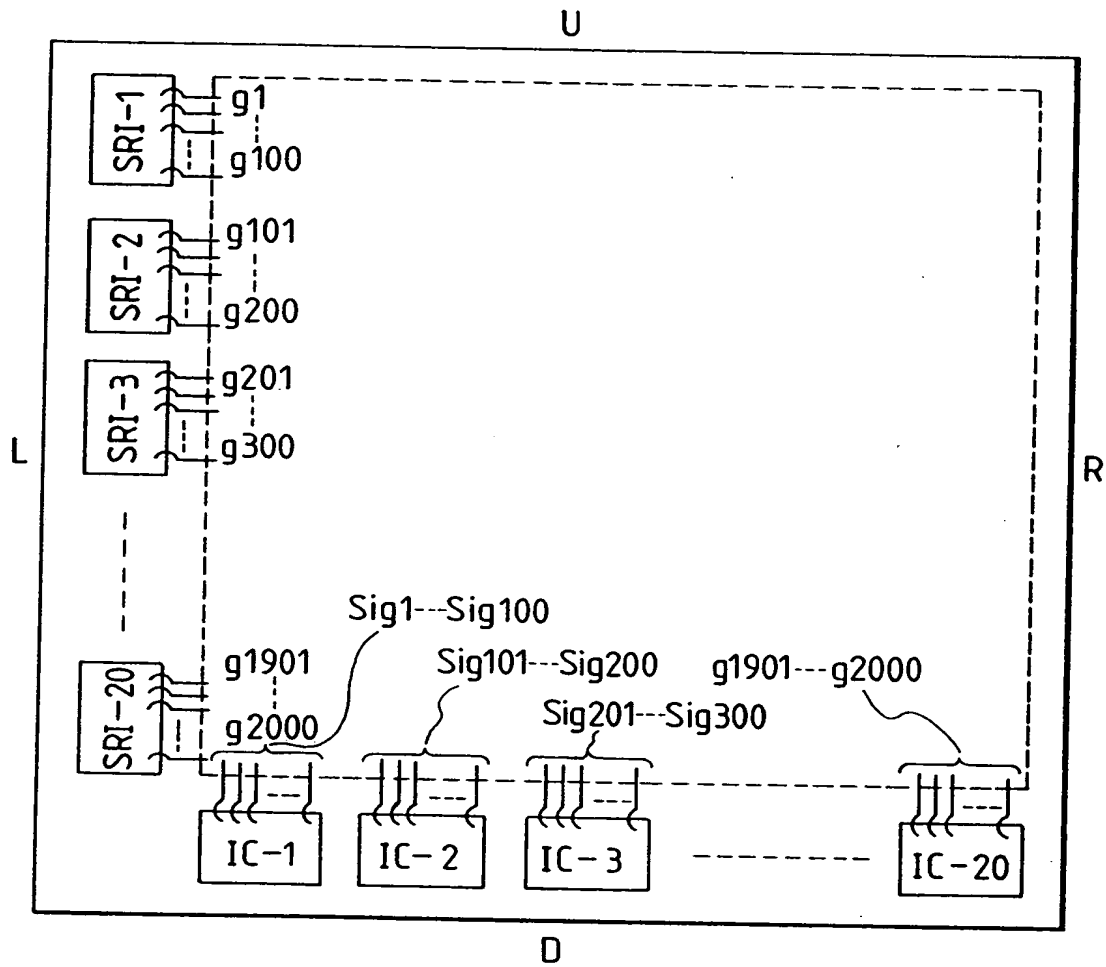 U
SRI-1
g1
g100
SRI-2
g101
g200
SRI-3
g201
g300
L
R
Sig1---Sig100
SRI-20
g1901
g2000
Sig101---Sig200
g1901---g2000
Sig201---Sig300
IC-1
IC-2
IC-3
IC-20
D